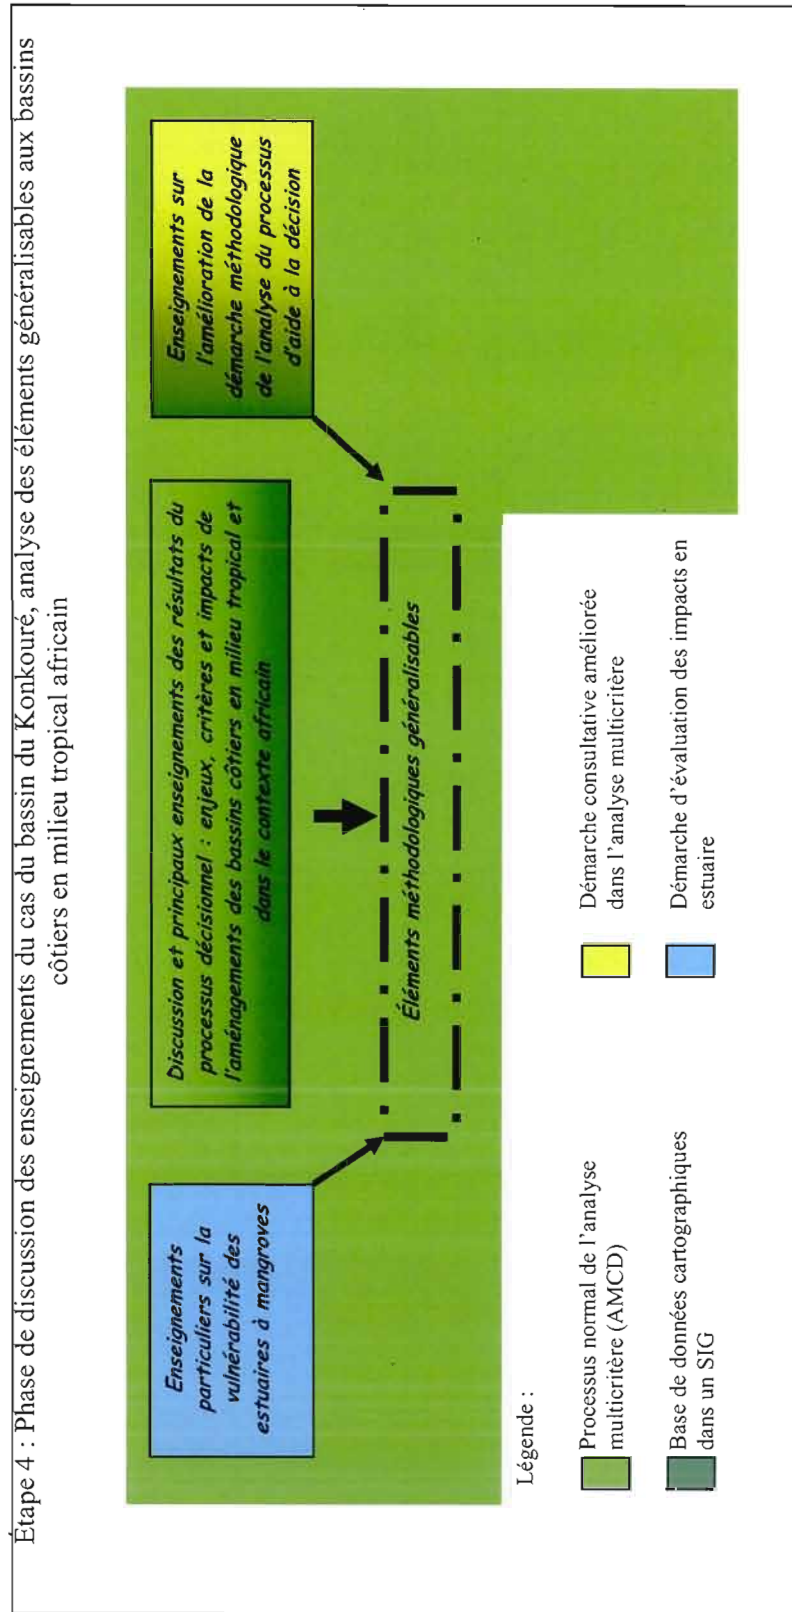 Étape 4 : Phase de discussion des enseignements du cas du bassin du Konkouré, analyse des éléments généralisables aux bassins
côtiers en milieu tropical africain
Enseignements
particuliers sur la
vulnérabilité des
estuaires à mangroves
Discussion et principaux enseignements des résultats du
processus décisionnel : enjeux, critères et impacts de
l'aménagements des bassins côtiers en milieu tropical et
dans le contexte africain
Enseignements sur
l'amélioration de la
démarche méthodologique
de l'analyse du processus
d'aide à la décision
Éléments méthodologiques généralisables
Légende :
Processus normal de l'analyse
multicritère (AMCD)
Démarche consultative améliorée
dans l'analyse multicritère
Base de données cartographiques
dans un SIG
Démarche d'évaluation des impacts en
estuaire